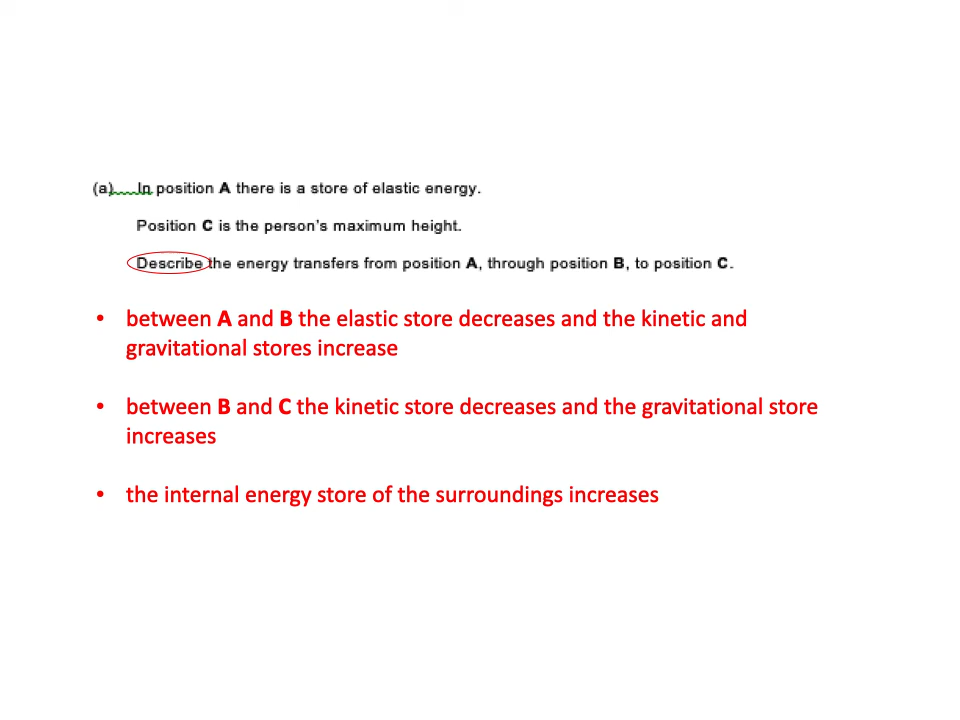 (a) In position A there is a store of elastic energy.
Position C is the person's maximum height.
Describe the energy transfers from position A, through position B, to position C.
• between A and B the elastic store decreases and the kinetic and
gravitational stores increase
• between B and C the kinetic store decreases and the gravitational store
increases
• the internal energy store of the surroundings increases